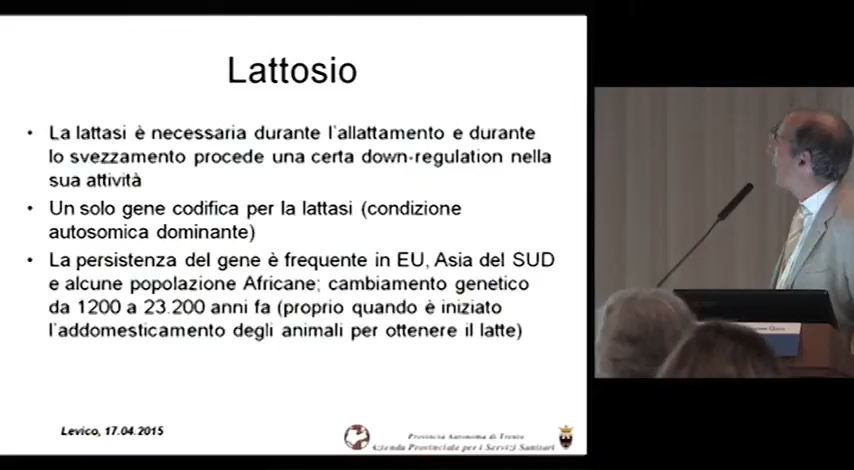 Lattosio
• La lattasi è necessaria durante l'allattamento e durante
lo svezzamento procede una certa down-regulation nella
sua attività
• Un solo gene codifica per la lattasi (condizione
autosomica dominante)
• La persistenza del gene è frequente in EU, Asia del SUD
e alcune popolazione Africane; cambiamento genetico
da 1200 a 23.200 anni fa (proprio quando è iniziato
l'addomesticamento degli animali per ottenere il latte)
Levico, 17.04.2015
Provincia Autonoma di Trento
Azienda Provinciale per i Servizi Sanitari